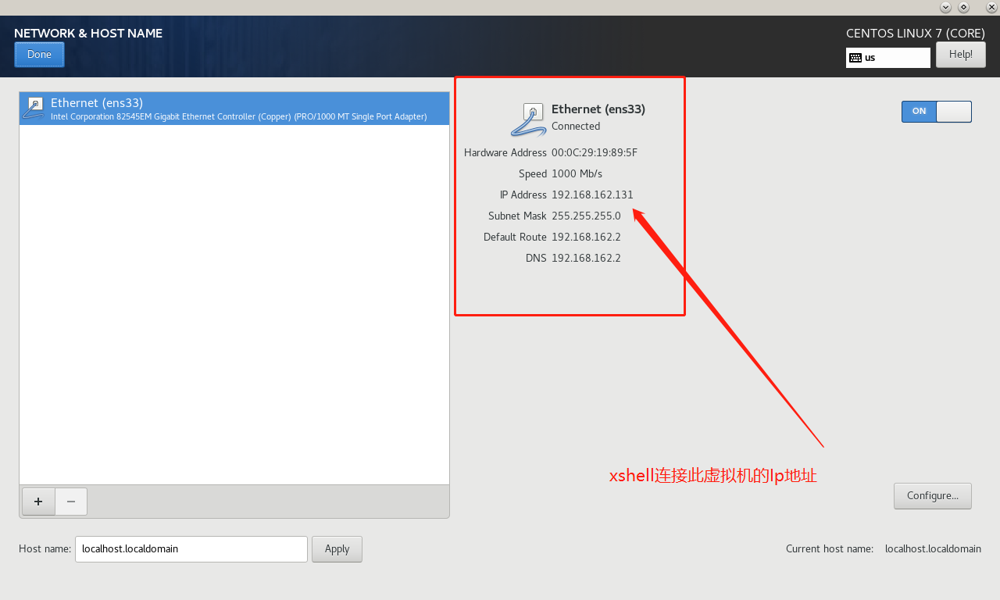 NETWORK & HOST NAME
CENTOS LINUX 7 (CORE)
Done
us
Help!
Ethernet (ens33)
Intel Corporation 82545EM Gigabit Ethernet Controller (Copper) (PRO/1000 MT Single Port Adapter)
Ethernet (ens33)
Connected
ON
Hardware Address 00:0C:29:19:89:5F
Speed 1000 Mb/s
IP Address 192.168.162.131
Subnet Mask 255.255.255.0
Default Route 192.168.162.2
DNS 192.168.162.2
xshell连接此虚拟机的Ip地址
Configure...
Host name: localhost.localdomain
Apply
Current host name: localhost.localdomain